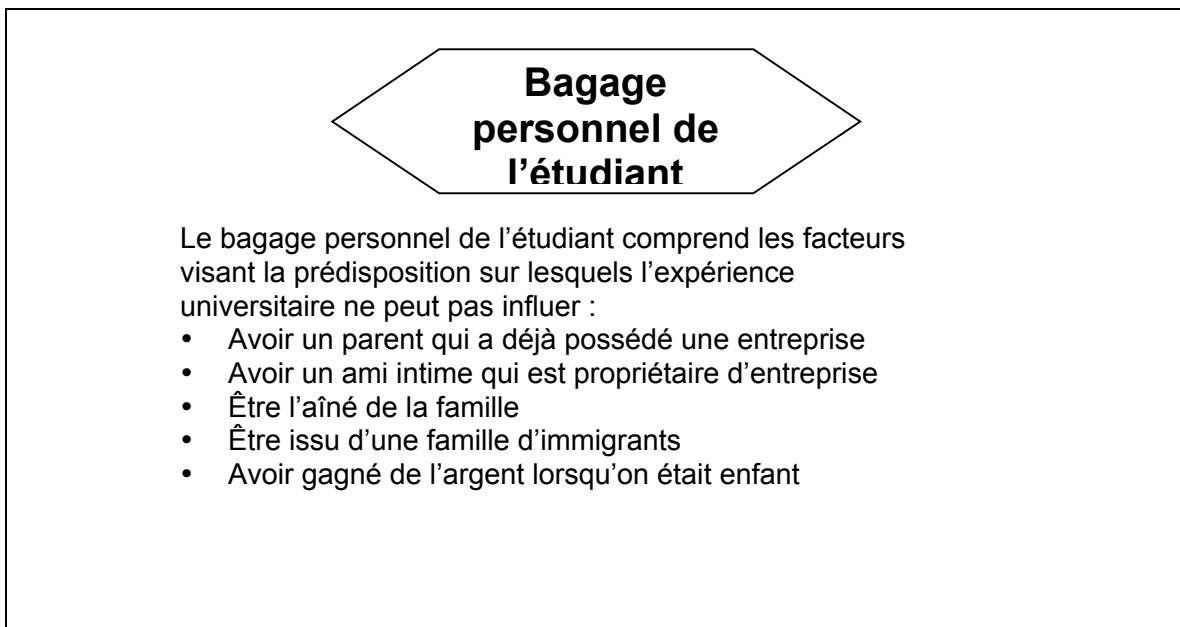 Bagage
personnel de
l'étudiant
Le bagage personnel de l'étudiant comprend les facteurs
visant la prédisposition sur lesquels l'expérience
universitaire ne peut pas influer :
• Avoir un parent qui a déjà possédé une entreprise
• Avoir un ami intime qui est propriétaire d'entreprise
• Être l'aîné de la famille
• Être issu d'une famille d'immigrants
• Avoir gagné de l'argent lorsqu'on était enfant